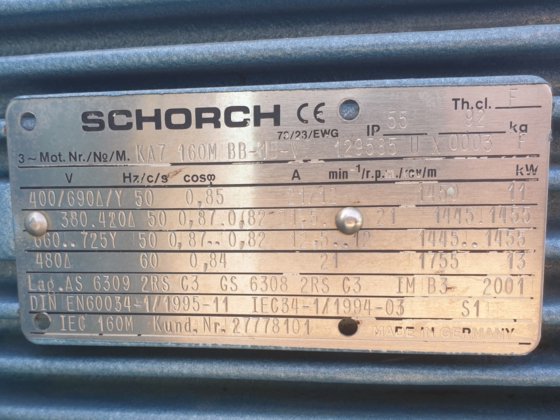 SCHORCH CE Th.cl. F
73/23/EWG IP 55 kg
3~Mot. Nr./No/M. KA7 160M BB-
V Hz/c/s cosφ A min⁻¹/r.p.m./об/м kW
400/690Δ/Y 50 0,85 11
380..420Δ 50 0,87..0,82 21 1445..1455
660..725Y 50 0,87..0,82 12 1445..1455
480Δ 60 0,84 21 1755 13
Lag.AS 6309 2RS C3 GS 6308 2RS C3 IM B3 2001
DIN EN60034-1/1995-11 IEC34-1/1994-03 S1
IEC 160M Kund.Nr.27778101 MADE IN GERMANY